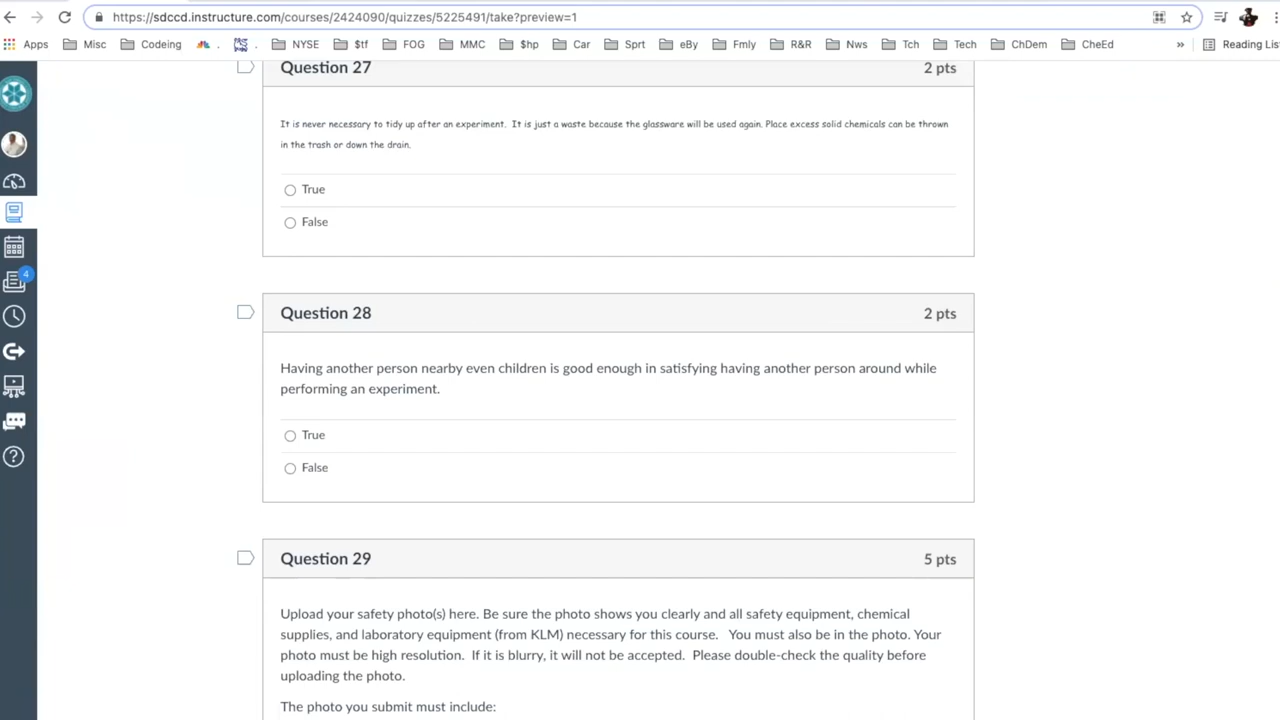 https://sdccd.instructure.com/courses/2424090/quizzes/5225491/take?preview=1
Apps Misc Codeing . . NYSE $tf FOG MMC $hp Car Sprt eBy Fmly R&R Nws Tch Tech ChDem CheEd » Reading Lis
Question 27 2 pts
It is never necessary to tidy up after an experiment. It is just a waste because the glassware will be used again. Place excess solid chemicals can be thrown
in the trash or down the drain.
True
False
4
Question 28 2 pts
Having another person nearby even children is good enough in satisfying having another person around while
performing an experiment.
True
False
Question 29 5 pts
Upload your safety photo(s) here. Be sure the photo shows you clearly and all safety equipment, chemical
supplies, and laboratory equipment (from KLM) necessary for this course. You must also be in the photo. Your
photo must be high resolution. If it is blurry, it will not be accepted. Please double-check the quality before
uploading the photo.
The photo you submit must include: